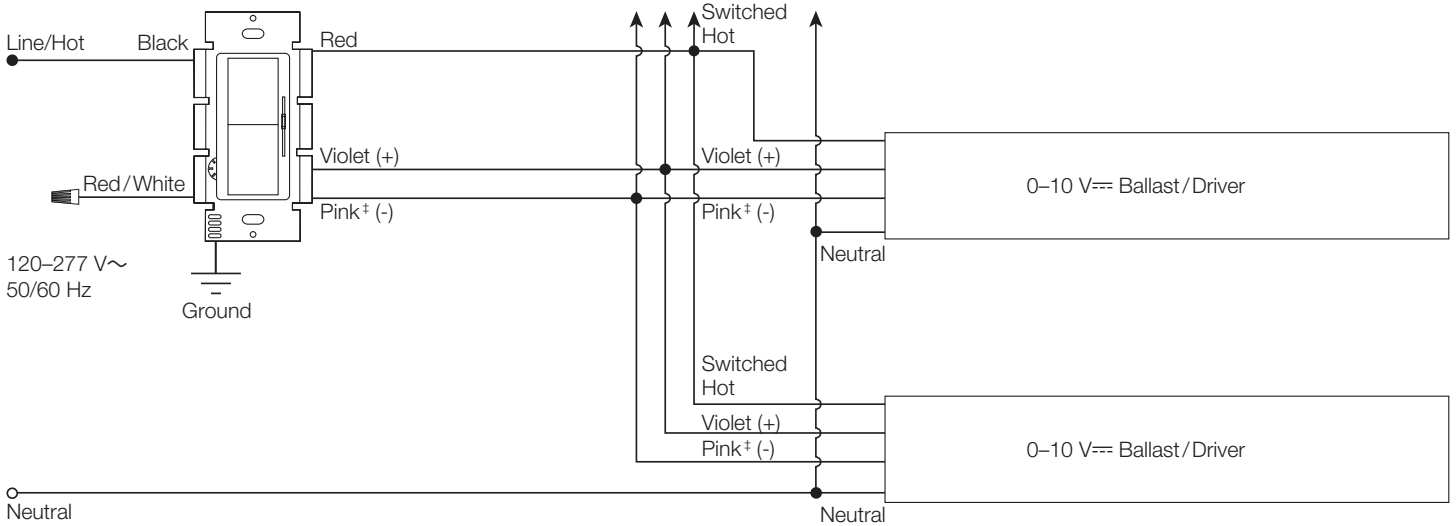 Line/Hot
Black
Red
Switched
Hot
Violet (+)
Violet (+)
0–10 V⎓ Ballast/Driver
Red/White
Pink‡ (-)
Pink‡ (-)
Neutral
120–277 V～
50/60 Hz
Ground
Switched
Hot
Violet (+)
Pink‡ (-)
0–10 V⎓ Ballast/Driver
Neutral
Neutral